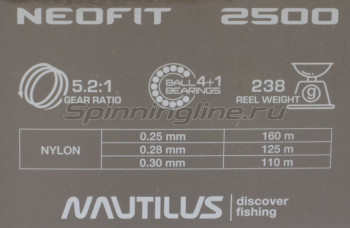 NEOFIT 2500
5.2:1 GEAR RATIO
BALL BEARINGS 4+1
238 REEL WEIGHT
g
Spinningline.ru
NYLON
0.25 mm 160 m
0.28 mm 125 m
0.30 mm 110 m
NAUTILUS discover fishing